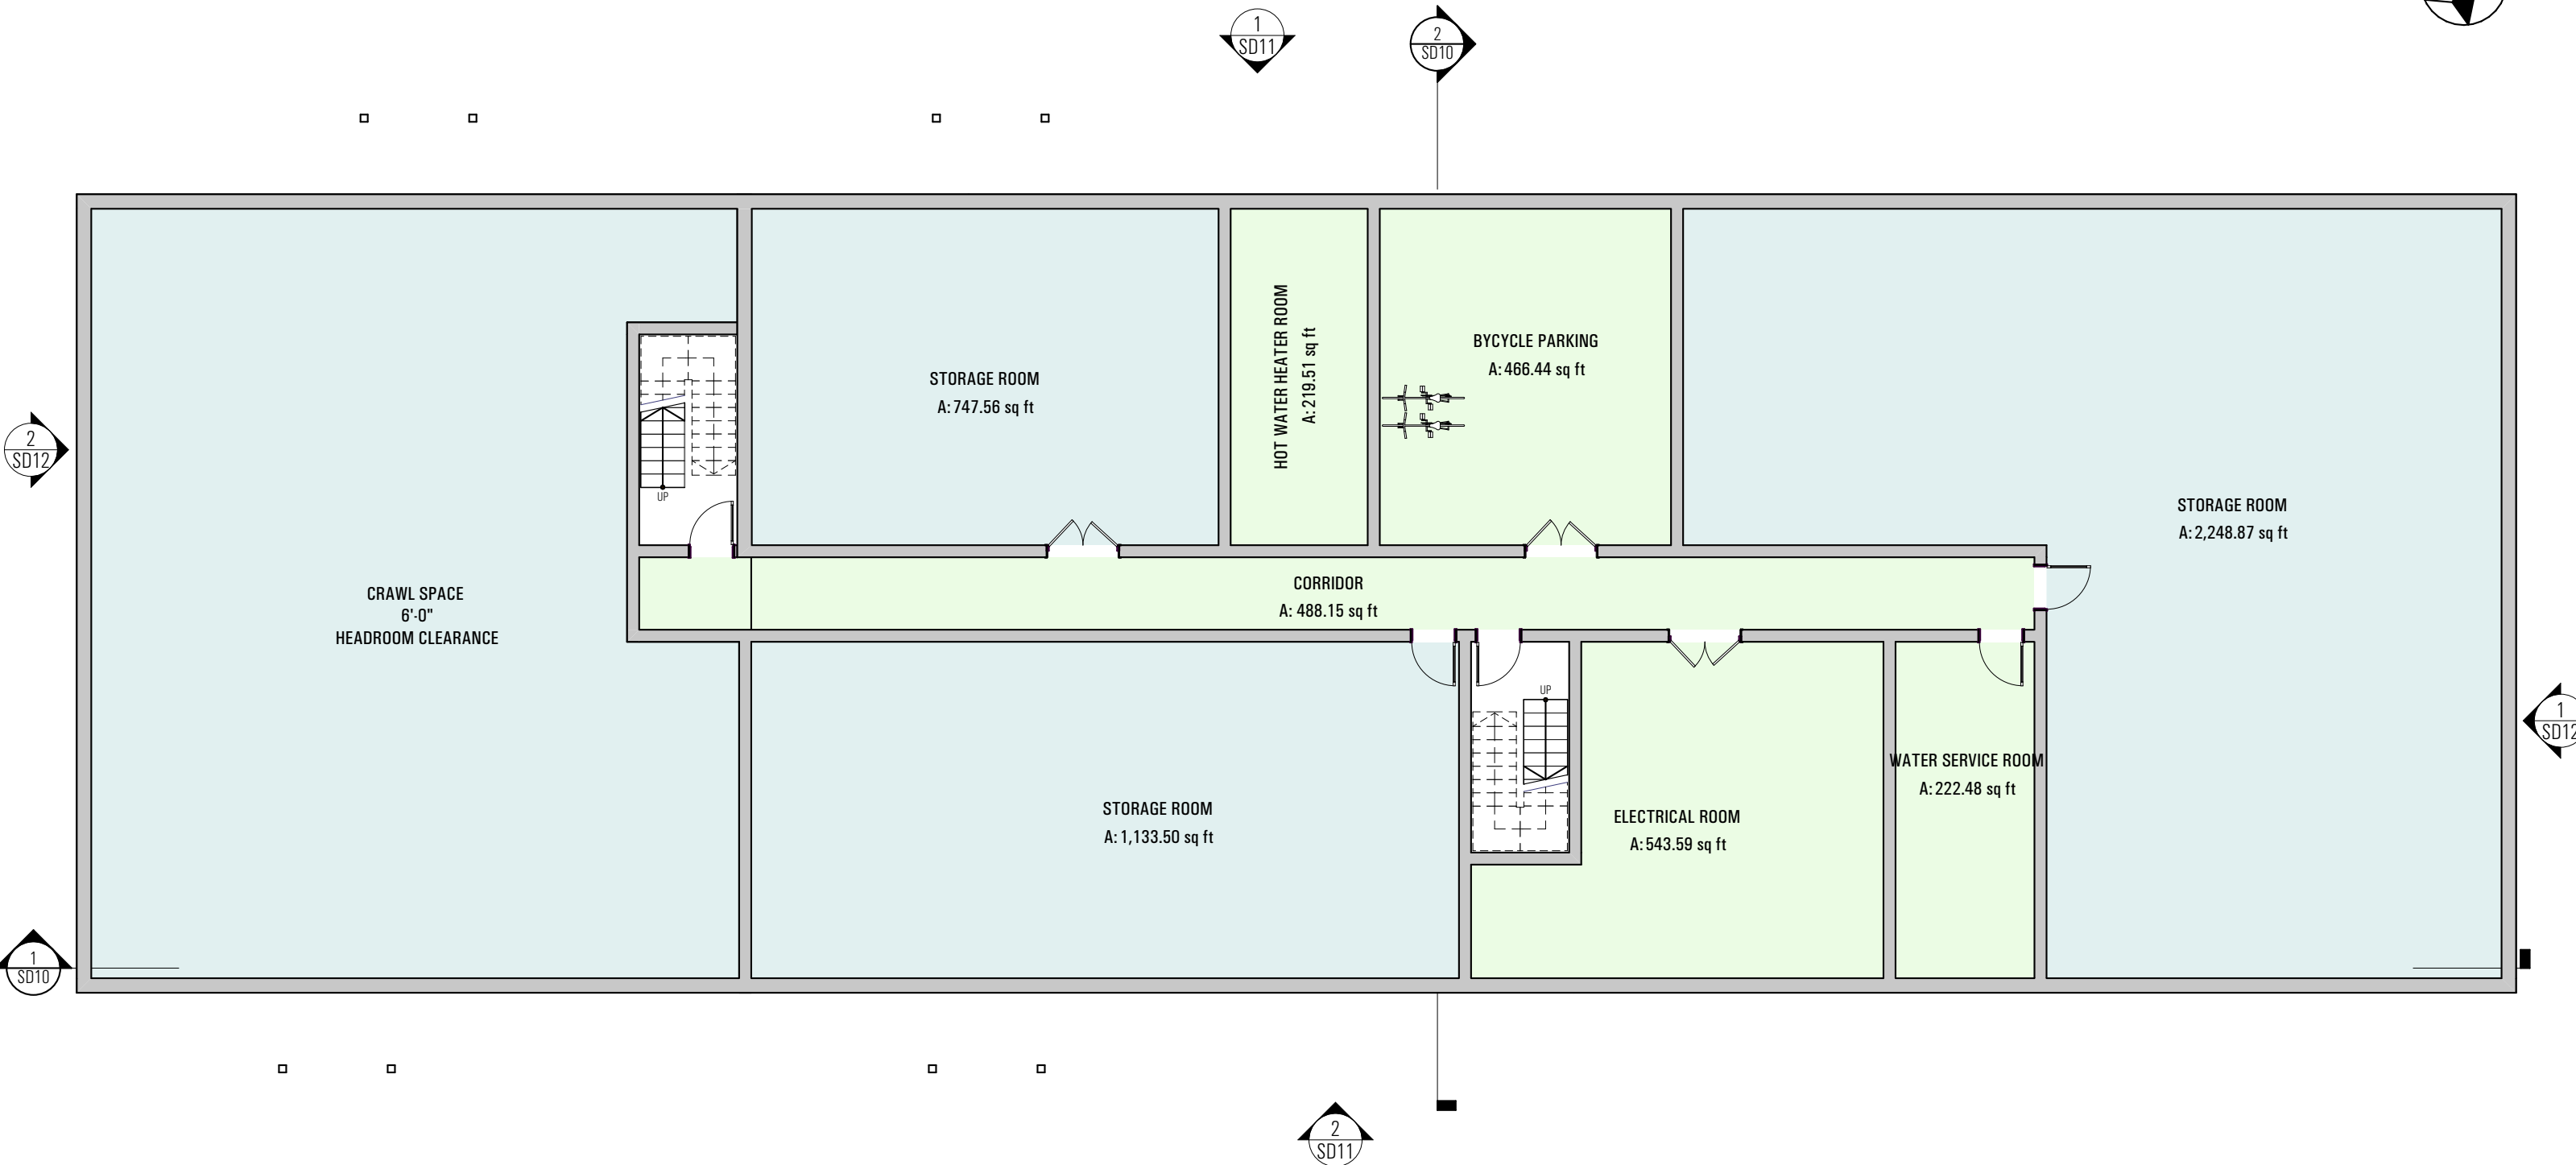 1
SD11
2
SD10
HOT WATER HEATER ROOM
A: 219.51 sq ft
BYCYCLE PARKING
A: 466.44 sq ft
STORAGE ROOM
A: 747.56 sq ft
2
SD12
UP
STORAGE ROOM
A: 2,248.87 sq ft
CRAWL SPACE
6'-0"
HEADROOM CLEARANCE
CORRIDOR
A: 488.15 sq ft
UP
1
SD12
WATER SERVICE ROOM
A: 222.48 sq ft
STORAGE ROOM
A: 1,133.50 sq ft
ELECTRICAL ROOM
A: 543.59 sq ft
1
SD10
2
SD11